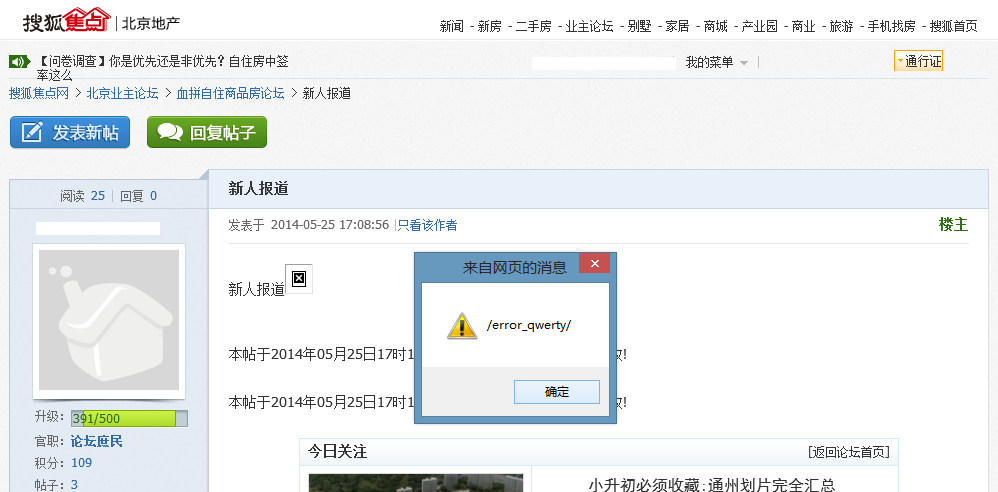 搜狐焦点 | 北京地产
新闻 - 新房 - 二手房 - 业主论坛 - 别墅 - 家居 - 商城 - 产业园 - 商业 - 旅游 - 手机找房 - 搜狐首页
【问卷调查】你是优先还是非优先？自住房中签
率这么
我的菜单
通行证
搜狐焦点网 > 北京业主论坛 > 血拼自住商品房论坛 > 新人报道
发表新帖
回复帖子
阅读 25 | 回复 0
新人报道
发表于 2014-05-25 17:08:56 |只看该作者
楼主
新人报道
来自网页的消息
/error_qwerty/
确定
本帖于2014年05月25日17时1
!
本帖于2014年05月25日17时1
!
升级: 391/500
官职: 论坛庶民
积分: 109
帖子: 3
今日关注
[返回论坛首页]
小升初必须收藏:通州划片完全汇总